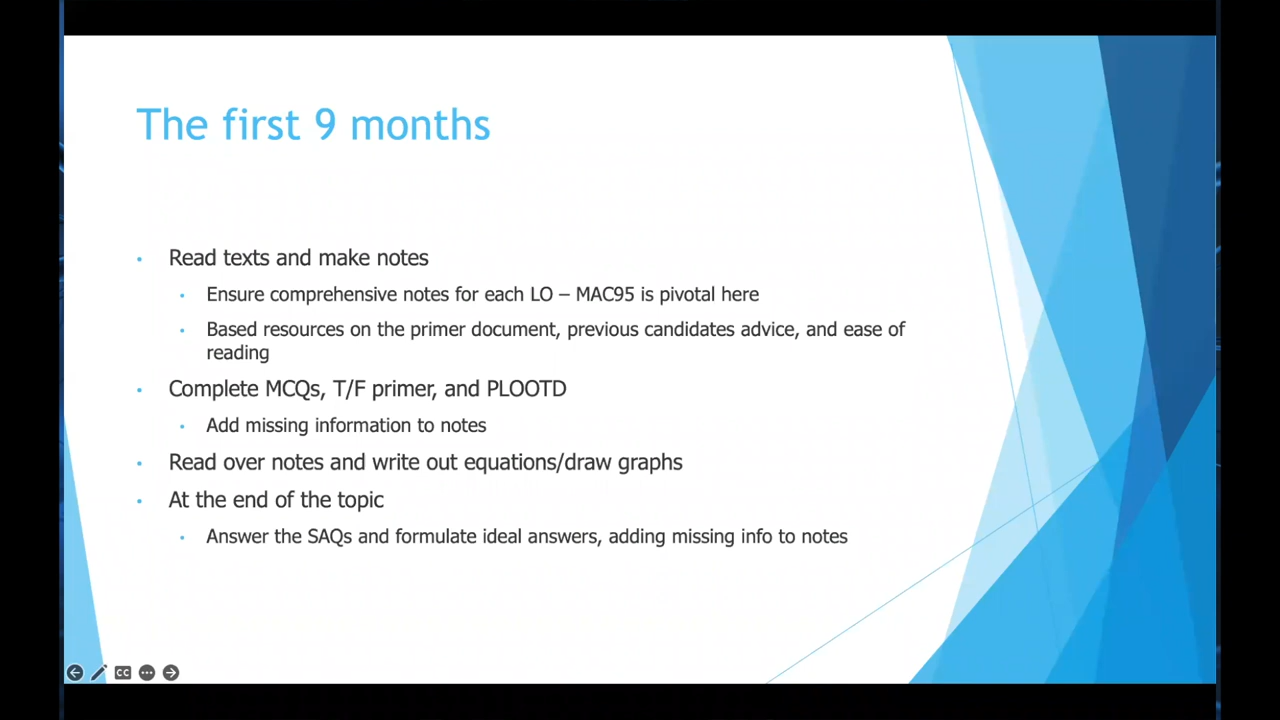 The first 9 months
• Read texts and make notes
• Ensure comprehensive notes for each LO – MAC95 is pivotal here
• Based resources on the primer document, previous candidates advice, and ease of
reading
• Complete MCQs, T/F primer, and PLOOTD
• Add missing information to notes
• Read over notes and write out equations/draw graphs
• At the end of the topic
• Answer the SAQs and formulate ideal answers, adding missing info to notes
CC